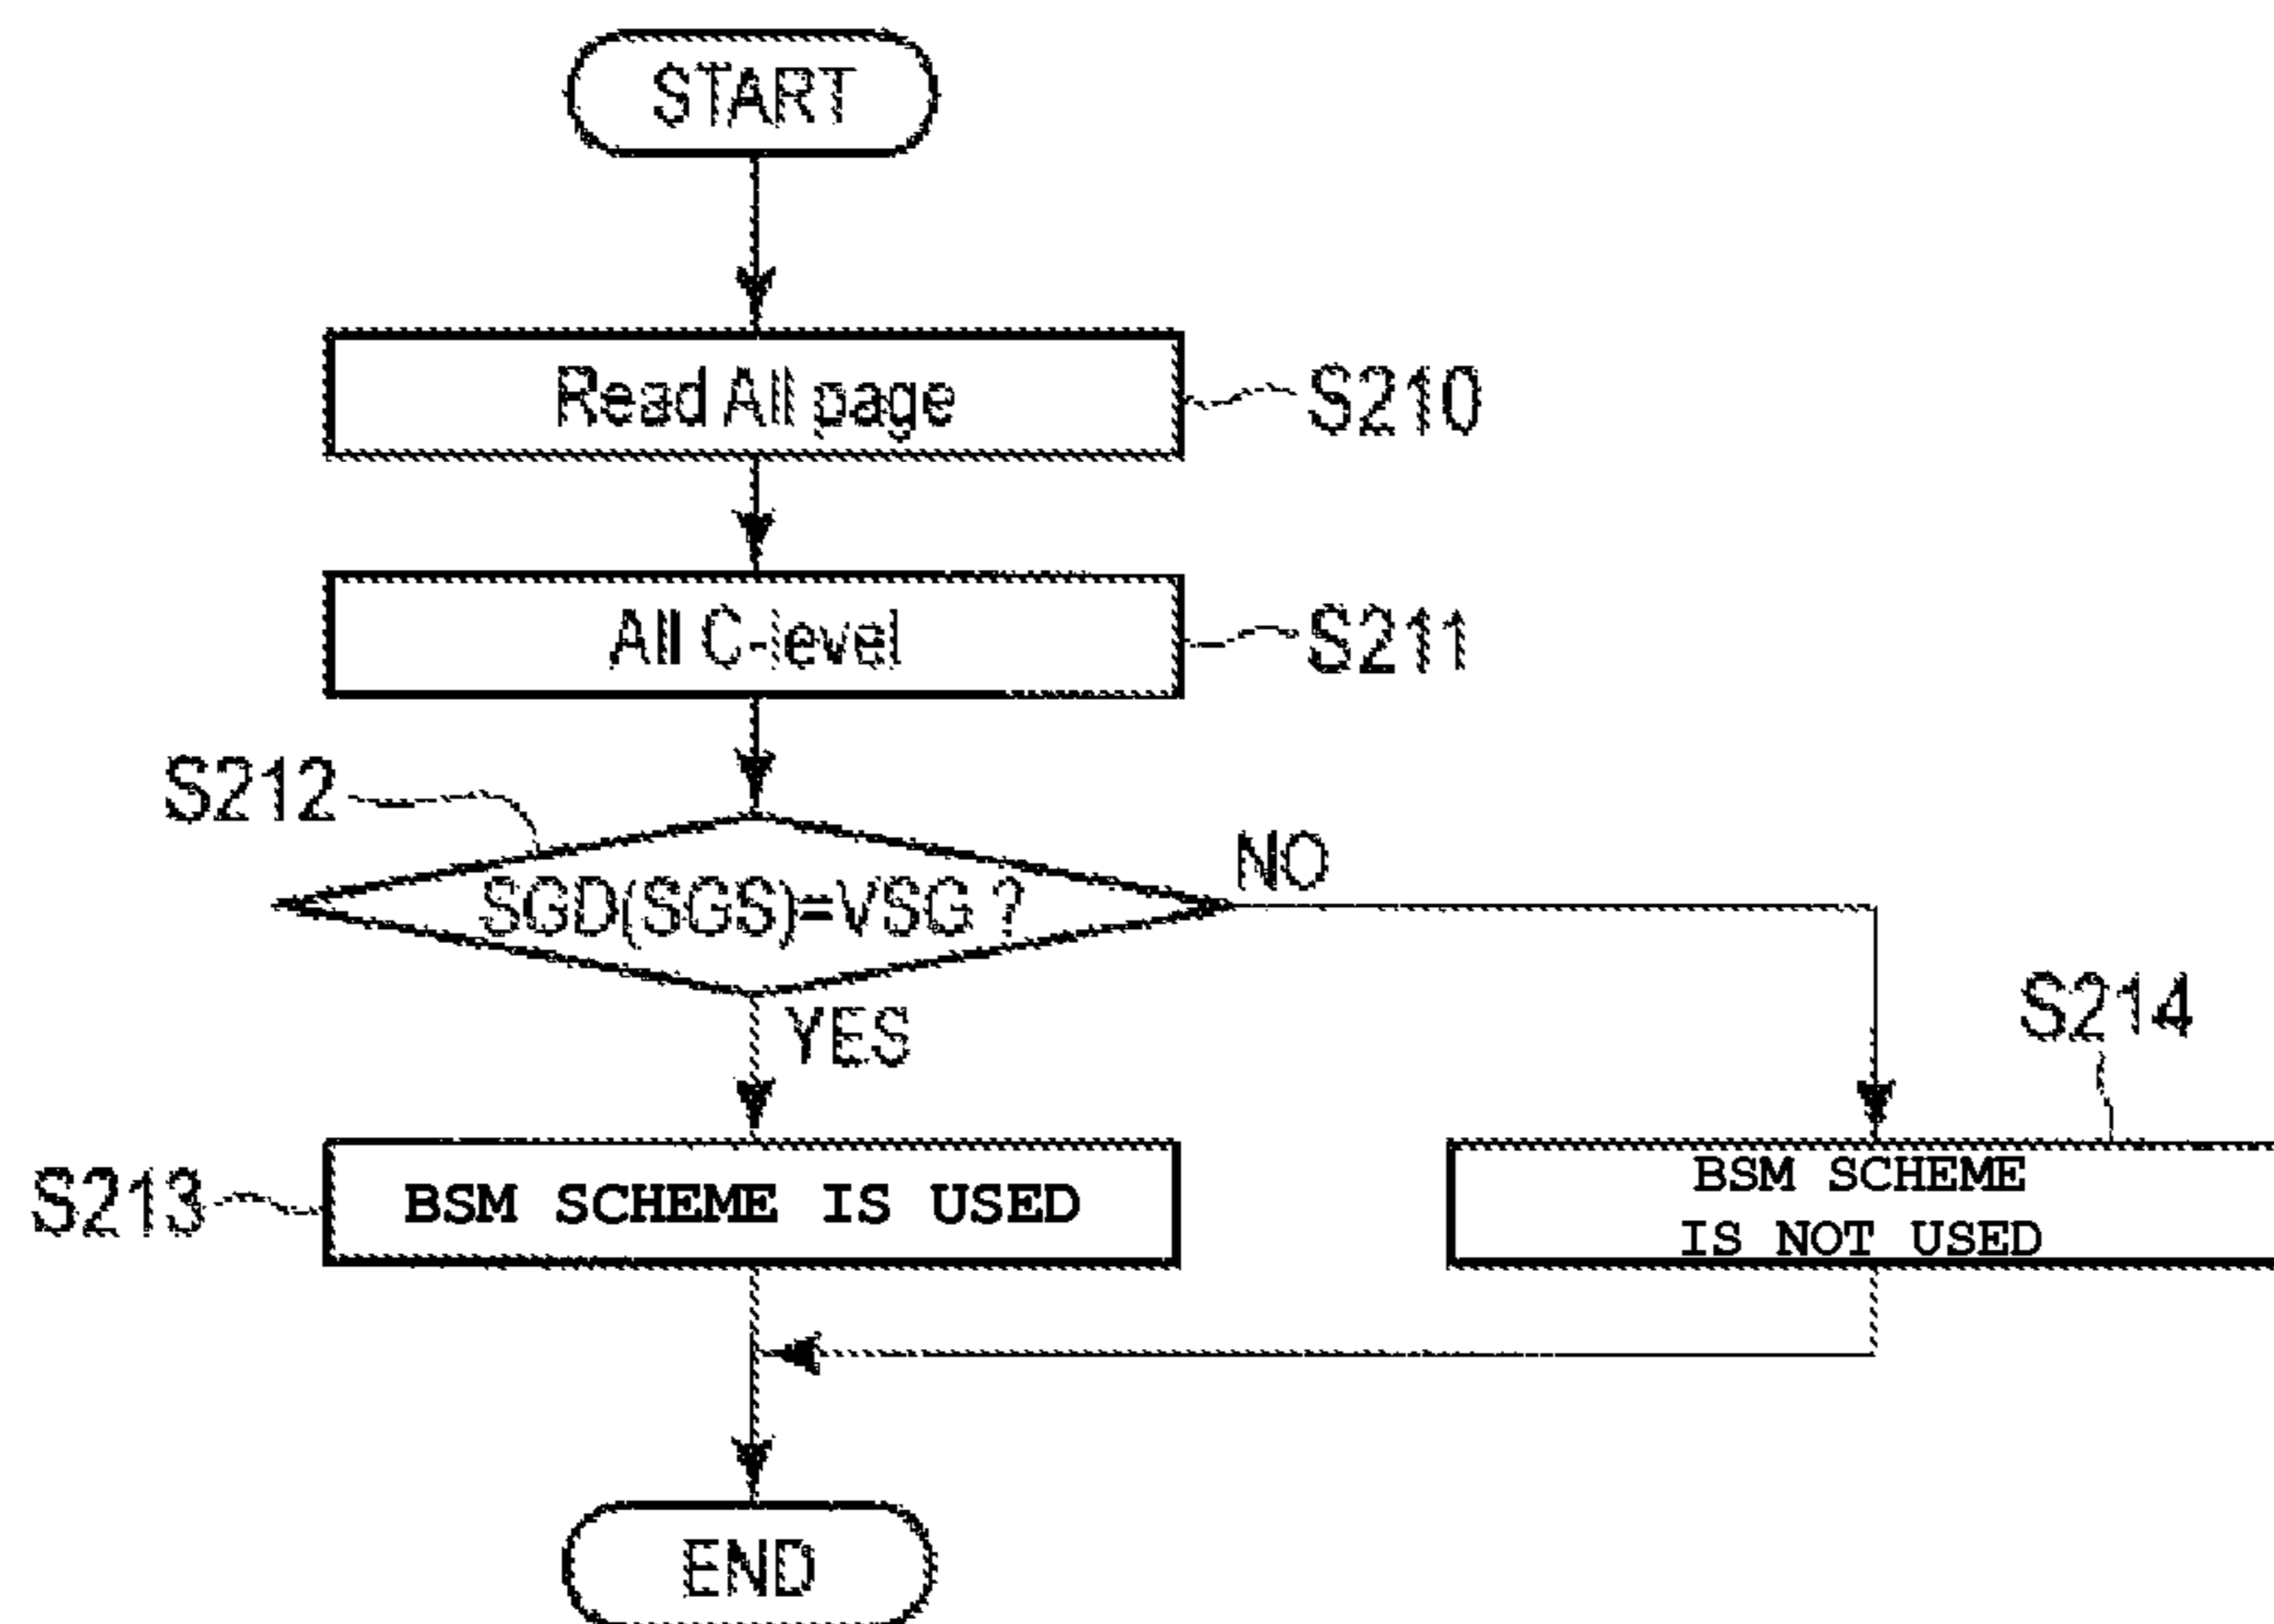 START
Read All page
S210
All C-level
S211
S212
SGD(SGS)=VSG ?
NO
YES
S214
S213
BSM SCHEME IS USED
BSM SCHEME
IS NOT USED
END